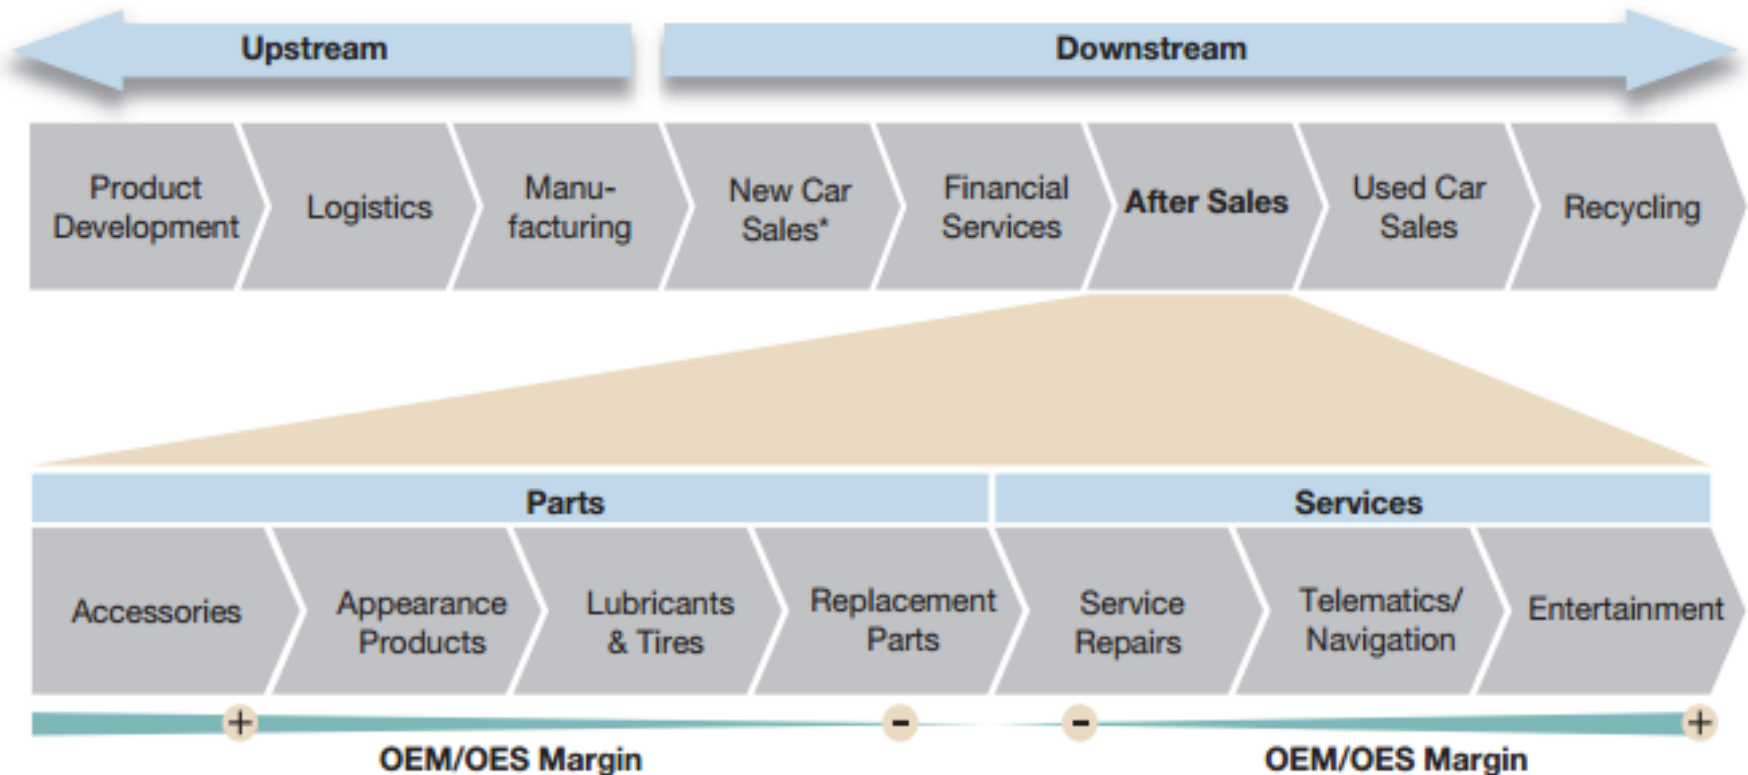 Upstream
Downstream
Product
Development
Logistics
Manu-
facturing
New Car
Sales*
Financial
Services
After Sales
Used Car
Sales
Recycling
Parts
Services
Accessories
Appearance
Products
Lubricants
& Tires
Replacement
Parts
Service
Repairs
Telematics/
Navigation
Entertainment
+
-
-
+
OEM/OES Margin
OEM/OES Margin